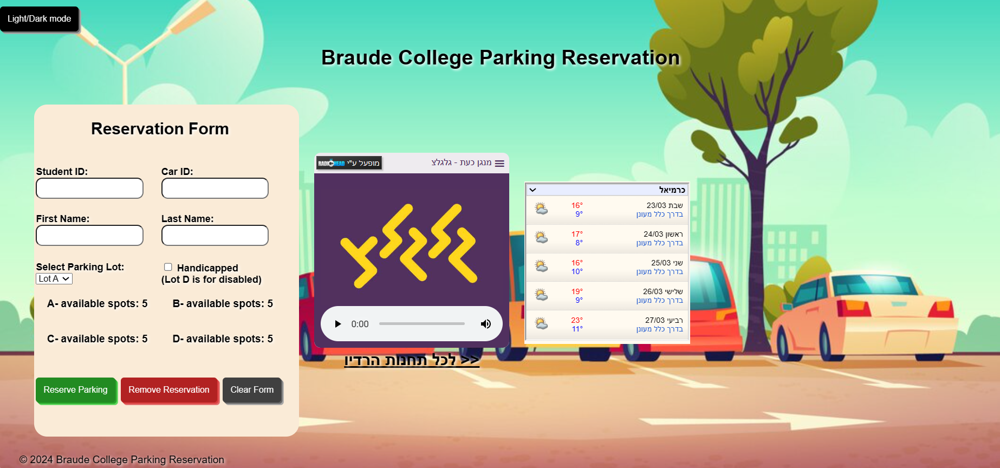 Light/Dark mode
Braude College Parking Reservation
Reservation Form
Student ID:
Car ID:
First Name:
Last Name:
Select Parking Lot:
Lot A
Handicapped
(Lot D is for disabled)
A- available spots: 5
B- available spots: 5
C- available spots: 5
D- available spots: 5
Reserve Parking
Remove Reservation
Clear Form
מנגן כעת - גלגלצ
מופעל ע"י RADIOHEAD
גלגלצ
0:00
לכל תחנות הרדיו >>
כרמיאל
שבת 23/03
בדרך כלל מעונן
16°
9°
ראשון 24/03
בדרך כלל מעונן
17°
8°
שני 25/03
בדרך כלל מעונן
16°
10°
שלישי 26/03
בדרך כלל מעונן
19°
9°
רביעי 27/03
בדרך כלל מעונן
23°
11°
© 2024 Braude College Parking Reservation